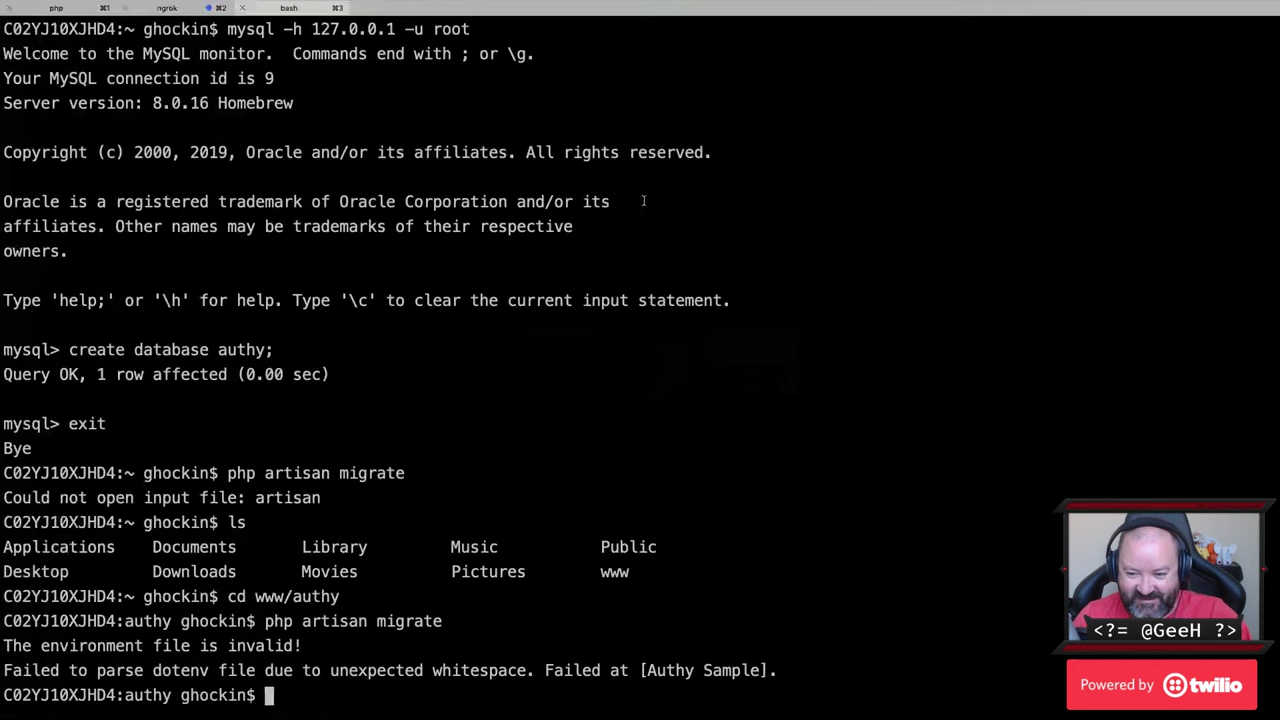 php ⌘1 ngrok ⌘2 bash ⌘3
C02YJ10XJHD4:~ ghockin$ mysql -h 127.0.0.1 -u root
Welcome to the MySQL monitor.  Commands end with ; or \g.
Your MySQL connection id is 9
Server version: 8.0.16 Homebrew
Copyright (c) 2000, 2019, Oracle and/or its affiliates. All rights reserved.
Oracle is a registered trademark of Oracle Corporation and/or its
affiliates. Other names may be trademarks of their respective
owners.
Type 'help;' or '\h' for help. Type '\c' to clear the current input statement.
mysql> create database authy;
Query OK, 1 row affected (0.00 sec)
mysql> exit
Bye
C02YJ10XJHD4:~ ghockin$ php artisan migrate
Could not open input file: artisan
C02YJ10XJHD4:~ ghockin$ ls
Applications Documents Library Music Public
Desktop Downloads Movies Pictures www
C02YJ10XJHD4:~ ghockin$ cd www/authy
C02YJ10XJHD4:authy ghockin$ php artisan migrate
The environment file is invalid!
Failed to parse dotenv file due to unexpected whitespace. Failed at [Authy Sample].
C02YJ10XJHD4:authy ghockin$
<?= @GeeH ?>
Powered by twilio